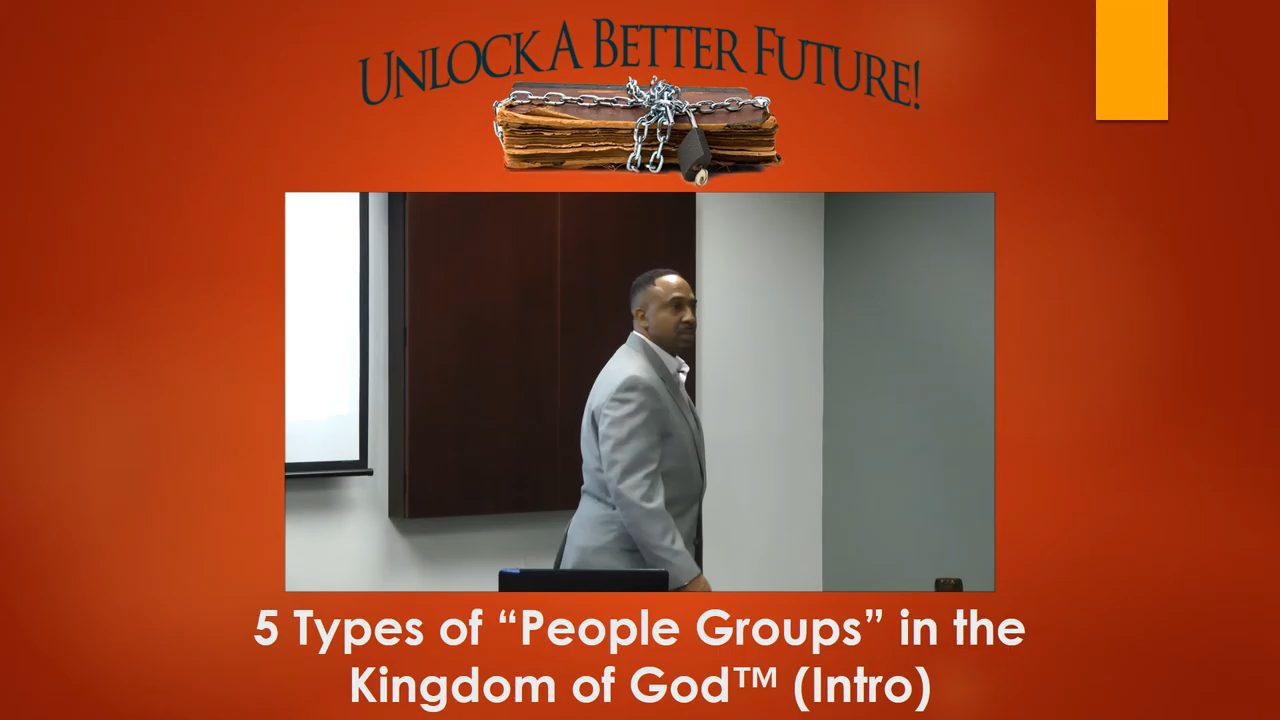 UNLOCK A BETTER FUTURE!
5 Types of “People Groups” in the
Kingdom of God™ (Intro)